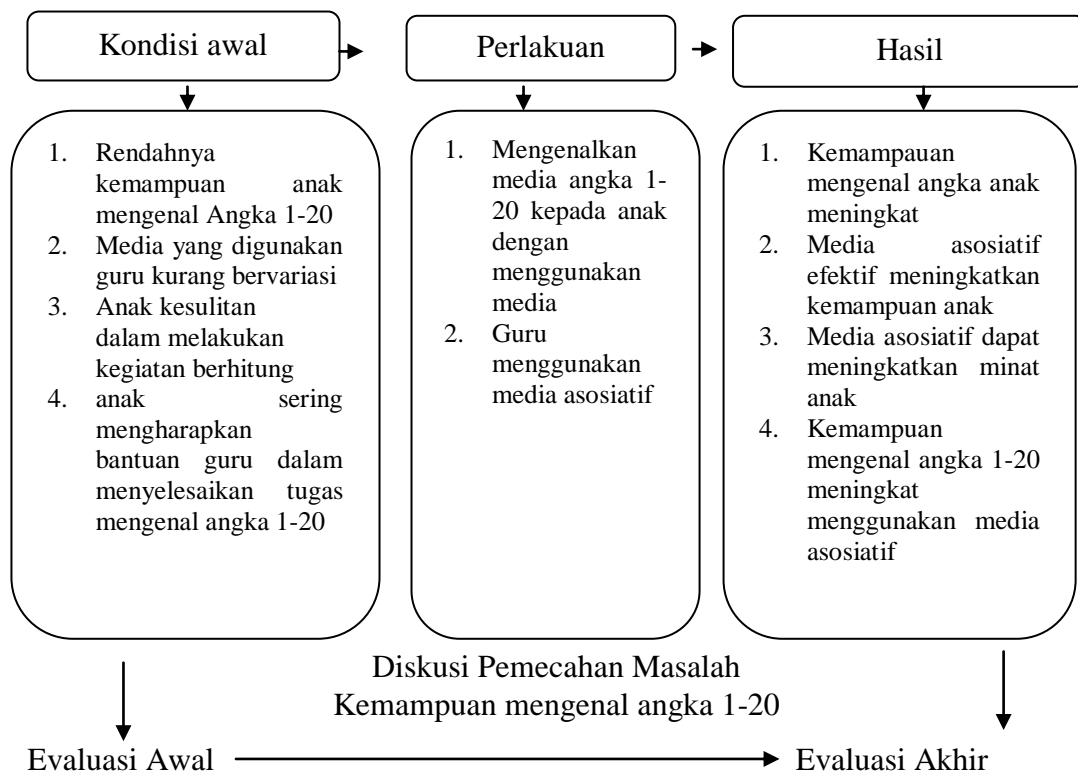 Kondisi awal
Perlakuan
Hasil
1. Rendahnya
kemampuan anak
mengenal Angka 1-20
2. Media yang digunakan
guru kurang bervariasi
3. Anak kesulitan
dalam melakukan
kegiatan berhitung
4. anak sering
mengharapkan
bantuan guru dalam
menyelesaikan tugas
mengenal angka 1-20
1. Mengenalkan
media angka 1-
20 kepada anak
dengan
menggunakan
media
2. Guru
menggunakan
media asosiatif
1. Kemampauan
mengenal angka anak
meningkat
2. Media asosiatif
efektif meningkatkan
kemampuan anak
3. Media asosiatif dapat
meningkatkan minat
anak
4. Kemampuan
mengenal angka 1-20
meningkat
menggunakan media
asosiatif
Diskusi Pemecahan Masalah
Kemampuan mengenal angka 1-20
Evaluasi Awal
Evaluasi Akhir